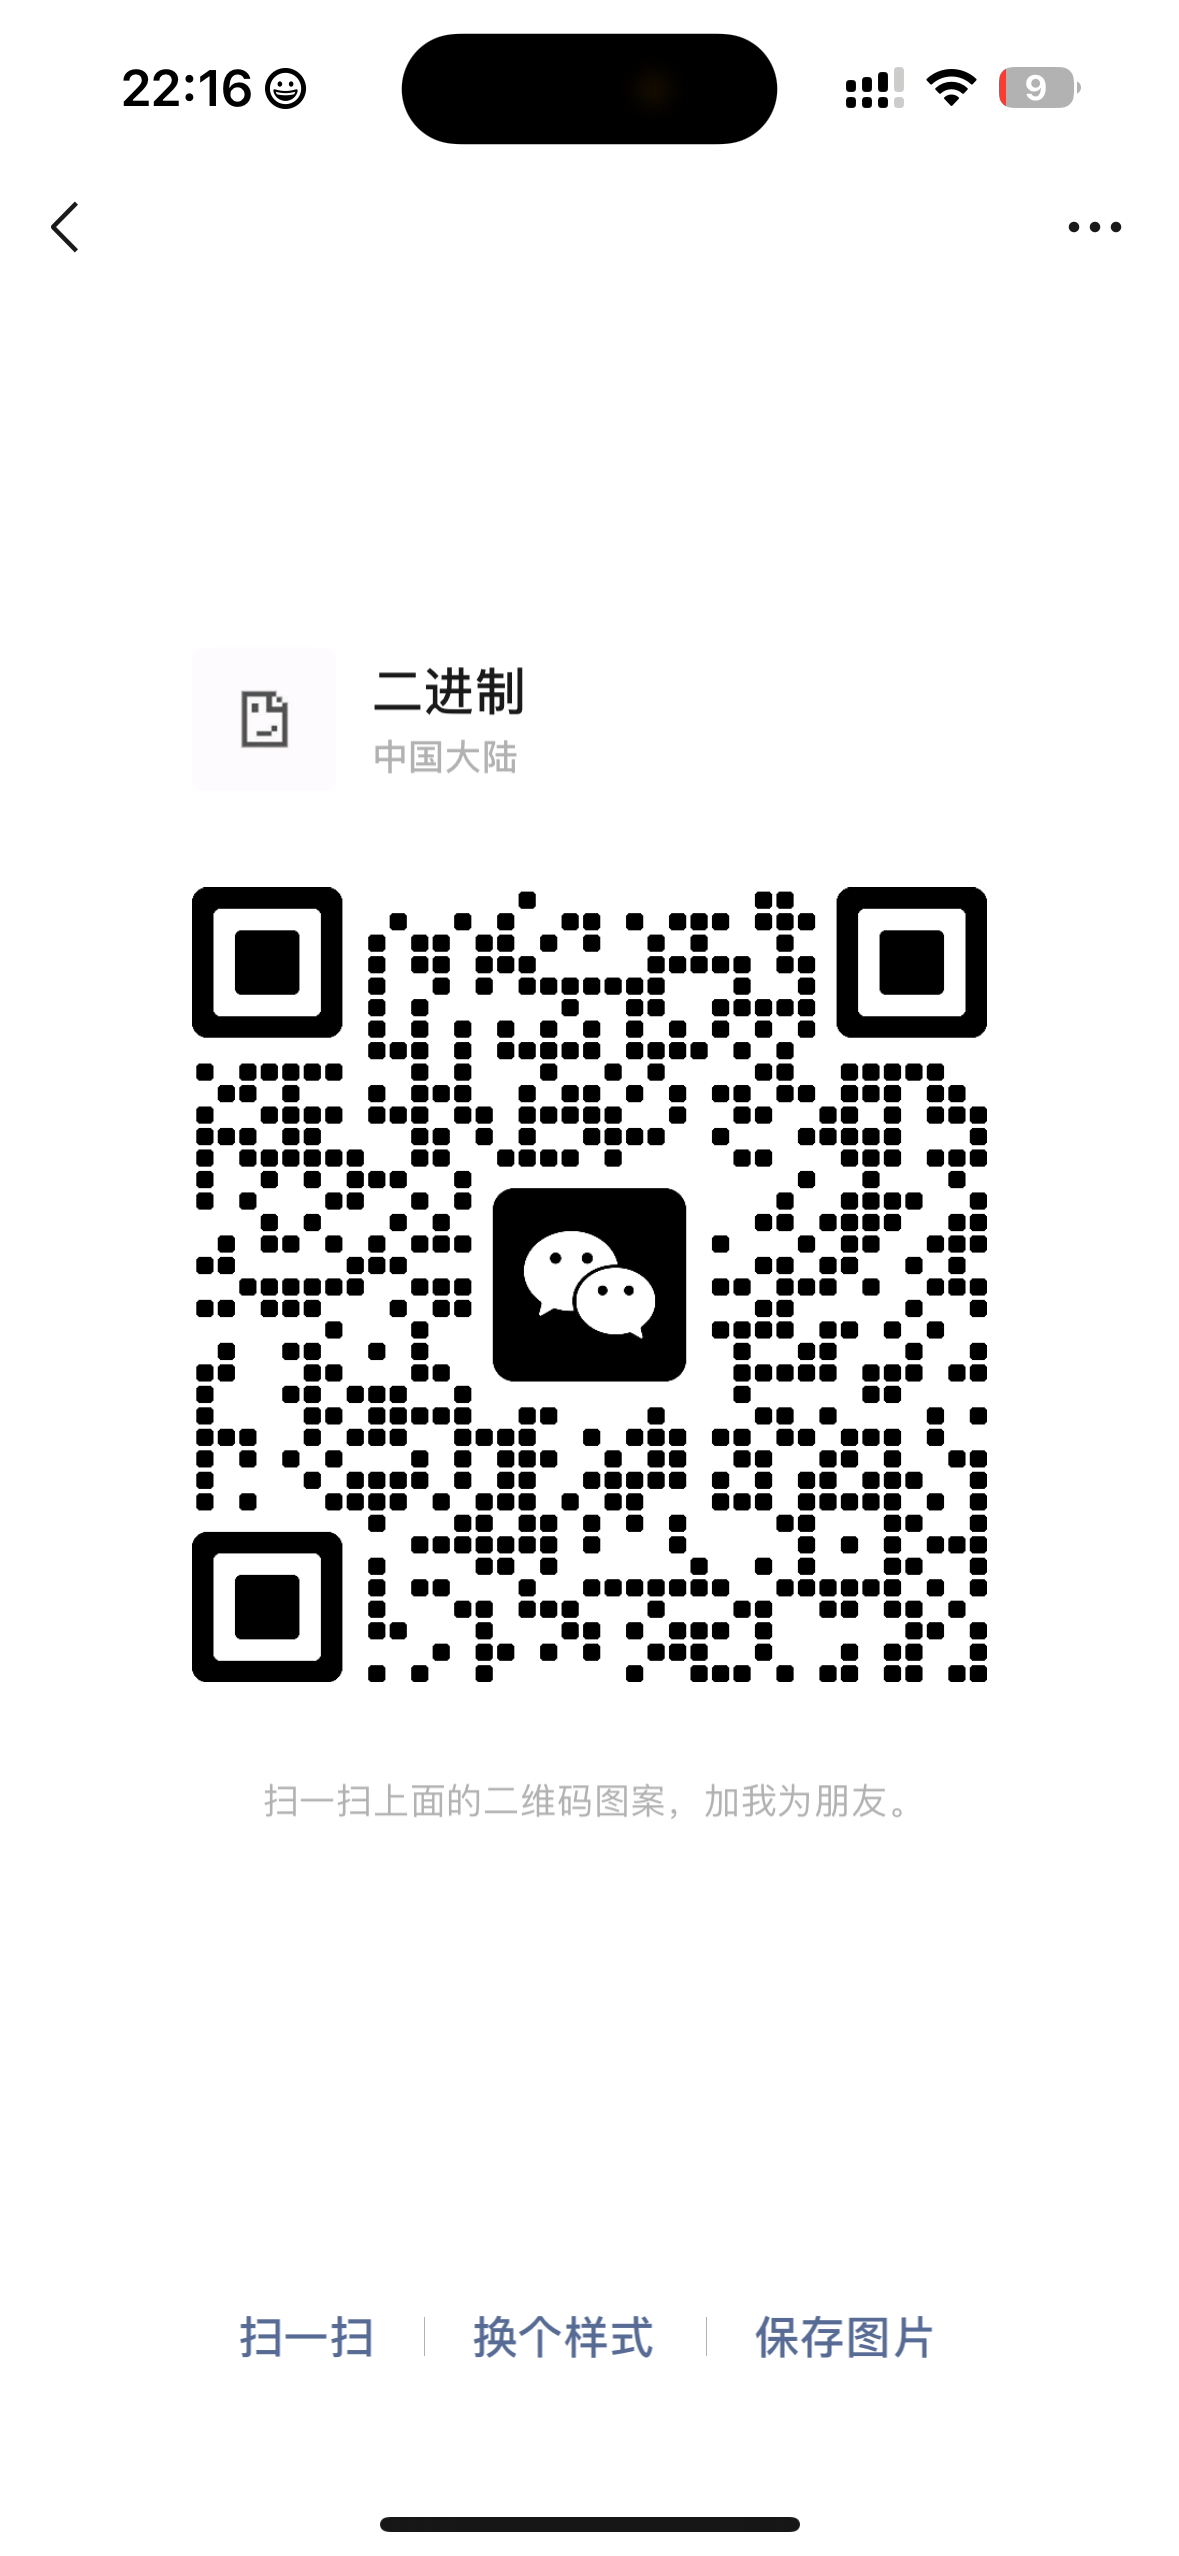 22:16
9
二进制
中国大陆
扫一扫上面的二维码图案，加我为朋友。
扫一扫 换个样式 保存图片